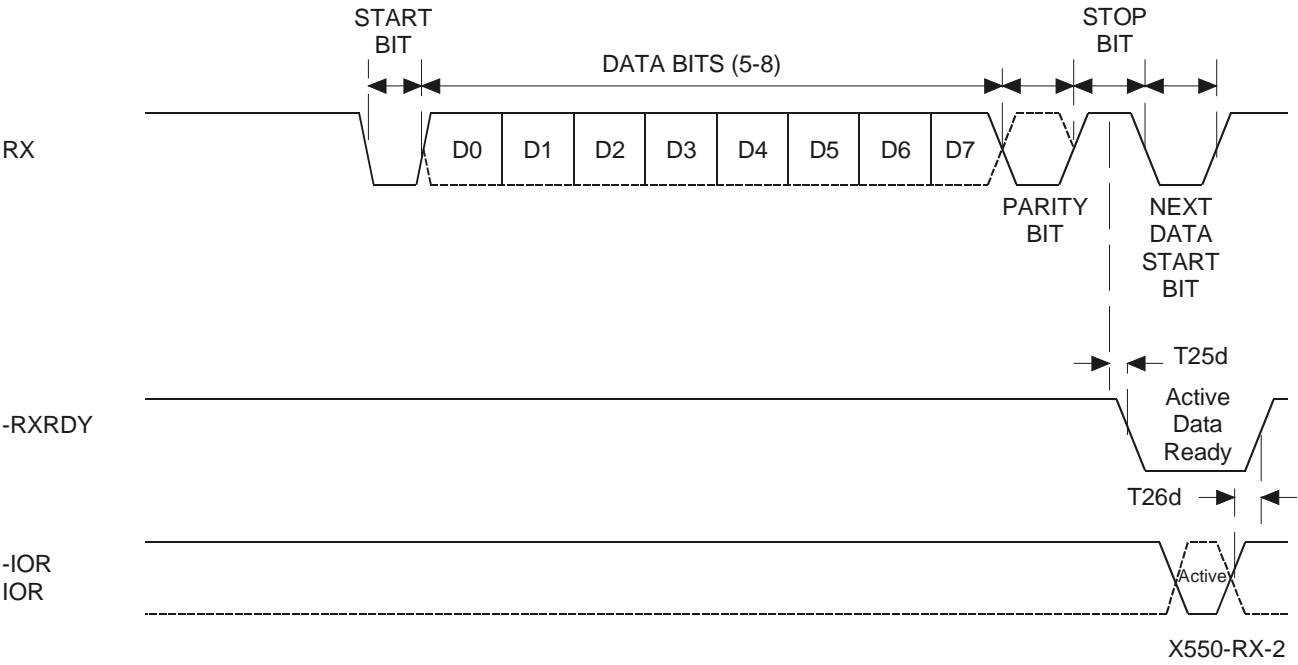 START
BIT
STOP
BIT
DATA BITS (5-8)
RX
D0 D1 D2 D3 D4 D5 D6 D7
PARITY
BIT
NEXT
DATA
START
BIT
T25d
-RXRDY
Active
Data
Ready
T26d
-IOR
IOR
Active
X550-RX-2